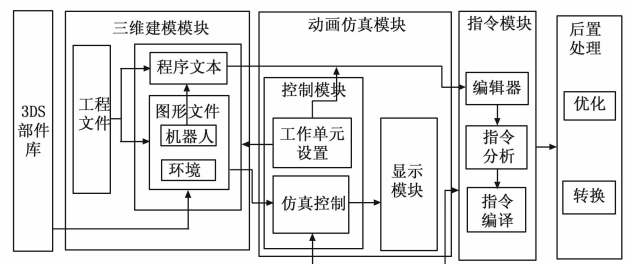 3DS
部件
库
三维建模模块
工程
文件
程序文本
图形文件
机器人
环境
动画仿真模块
控制模块
工作单元
设置
仿真控制
显示
模块
指令模块
编辑器
指令
分析
指令
编译
后置
处理
优化
转换